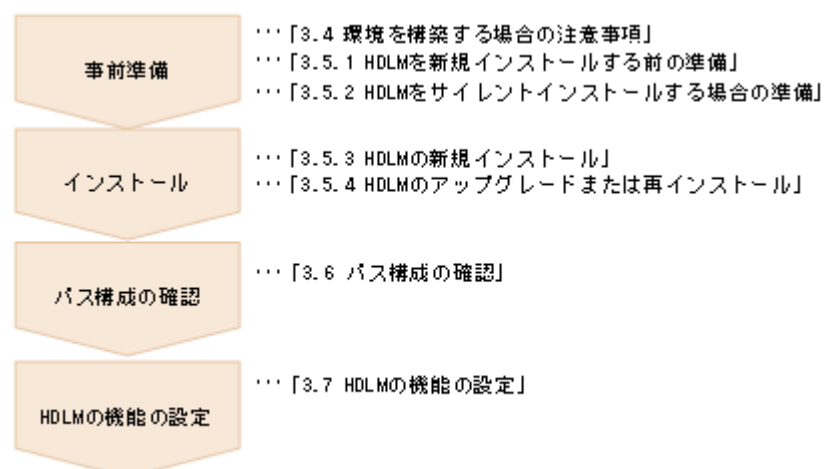 事前準備
…「3.4 環境を構築する場合の注意事項」
…「3.5.1 HDLMを新規インストールする前の準備」
…「3.5.2 HDLMをサイレントインストールする場合の準備」
インストール
…「3.5.3 HDLMの新規インストール」
…「3.5.4 HDLMのアップグレードまたは再インストール」
パス構成の確認
…「3.6 パス構成の確認」
HDLMの機能の設定
…「3.7 HDLMの機能の設定」